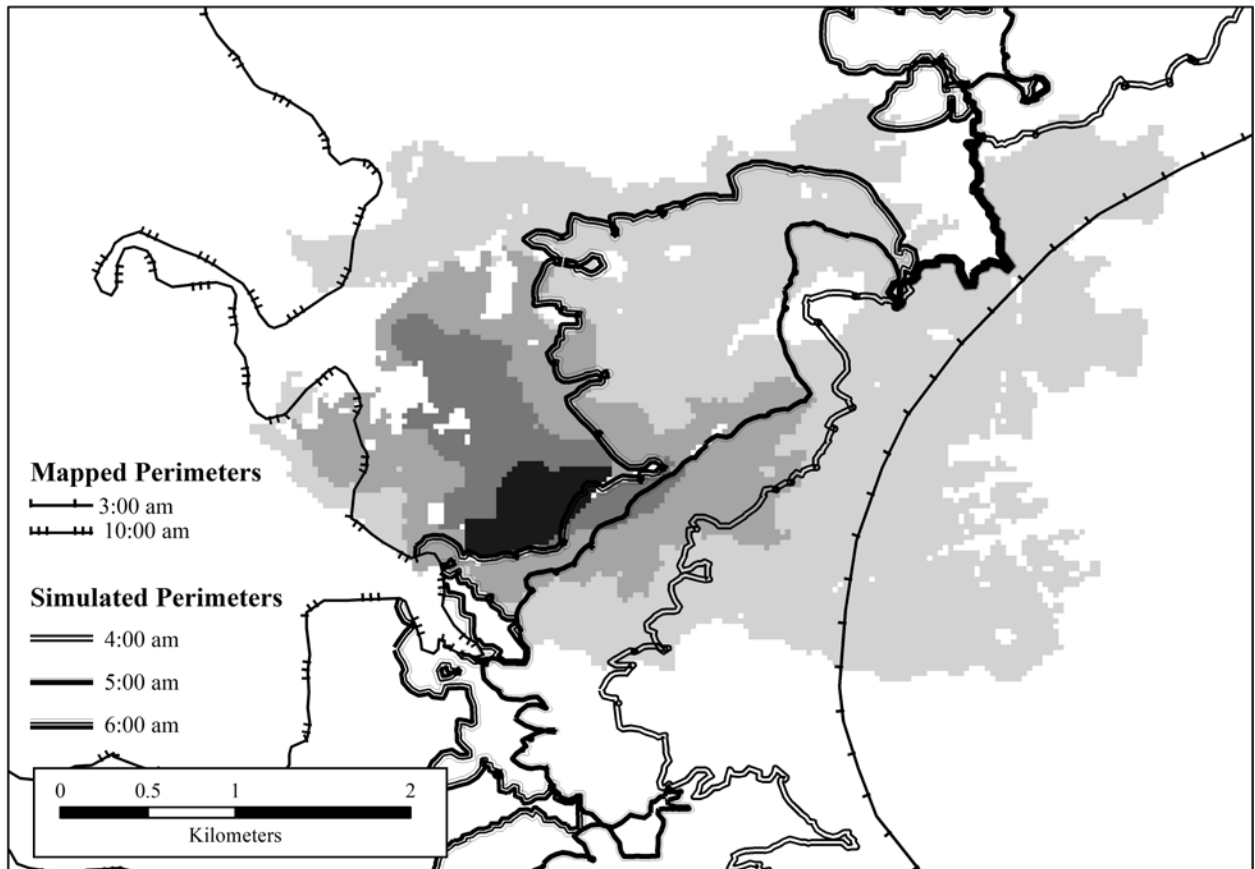 Mapped Perimeters
3:00 am
10:00 am
Simulated Perimeters
4:00 am
5:00 am
6:00 am
0 0.5 1 2
Kilometers